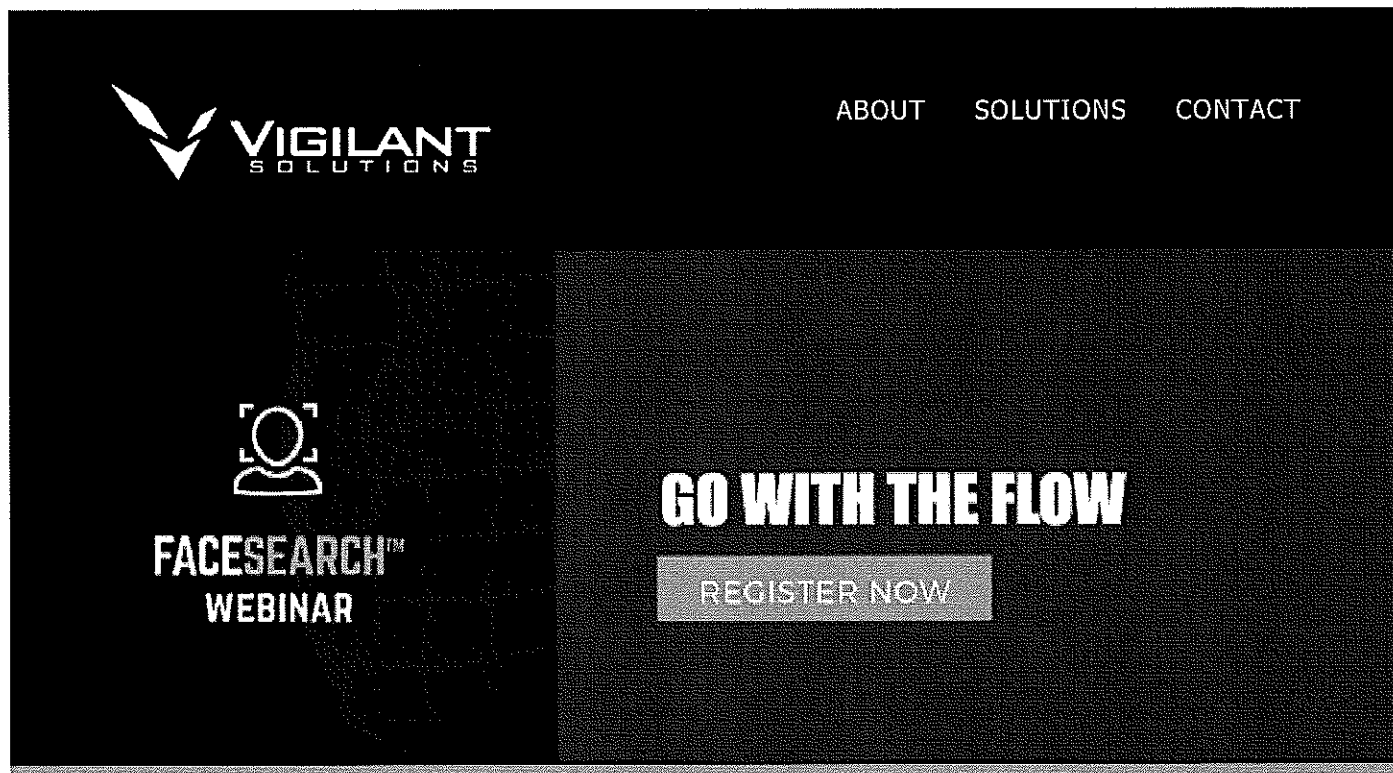 VIGILANT
SOLUTIONS
ABOUT SOLUTIONS CONTACT
FACESEARCH™
WEBINAR
GO WITH THE FLOW
REGISTER NOW